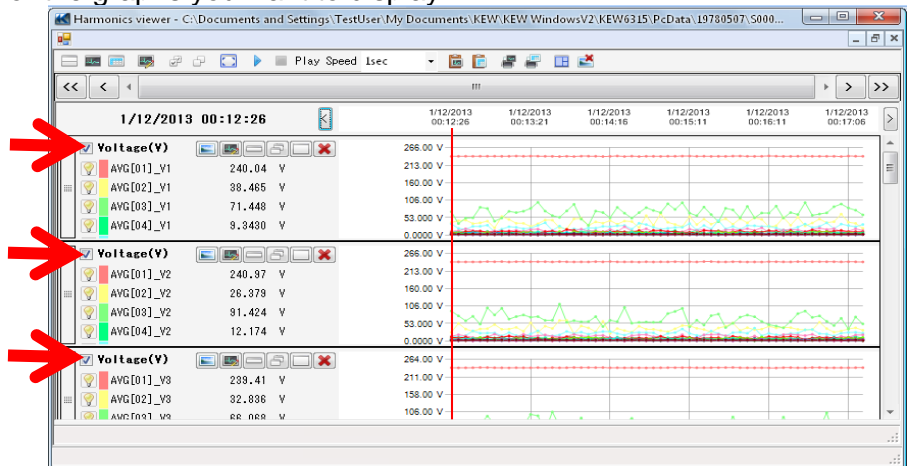 Harmonics viewer - C:\Documents and Settings\TestUser\My Documents\KEW\KEW WindowsV2\KEW6315\PcData\19780507\S000...
Play Speed 1sec
<< < > >>
1/12/2013 00:12:26 <
1/12/2013 1/12/2013 1/12/2013 1/12/2013 1/12/2013 1/12/2013 >
00:12:26 00:13:21 00:14:16 00:15:11 00:16:11 00:17:06
Voltage(V)
AVG[01]_V1 240.04 V
AVG[02]_V1 38.465 V
AVG[03]_V1 71.448 V
AVG[04]_V1 9.3430 V
266.00 V
213.00 V
160.00 V
106.00 V
53.000 V
0.0000 V
Voltage(V)
AVG[01]_V2 240.97 V
AVG[02]_V2 26.379 V
AVG[03]_V2 91.424 V
AVG[04]_V2 12.174 V
266.00 V
213.00 V
160.00 V
106.00 V
53.000 V
0.0000 V
Voltage(V)
AVG[01]_V3 239.41 V
AVG[02]_V3 32.836 V
AVG[03]_V3 66.068 V
264.00 V
211.00 V
158.00 V
106.00 V